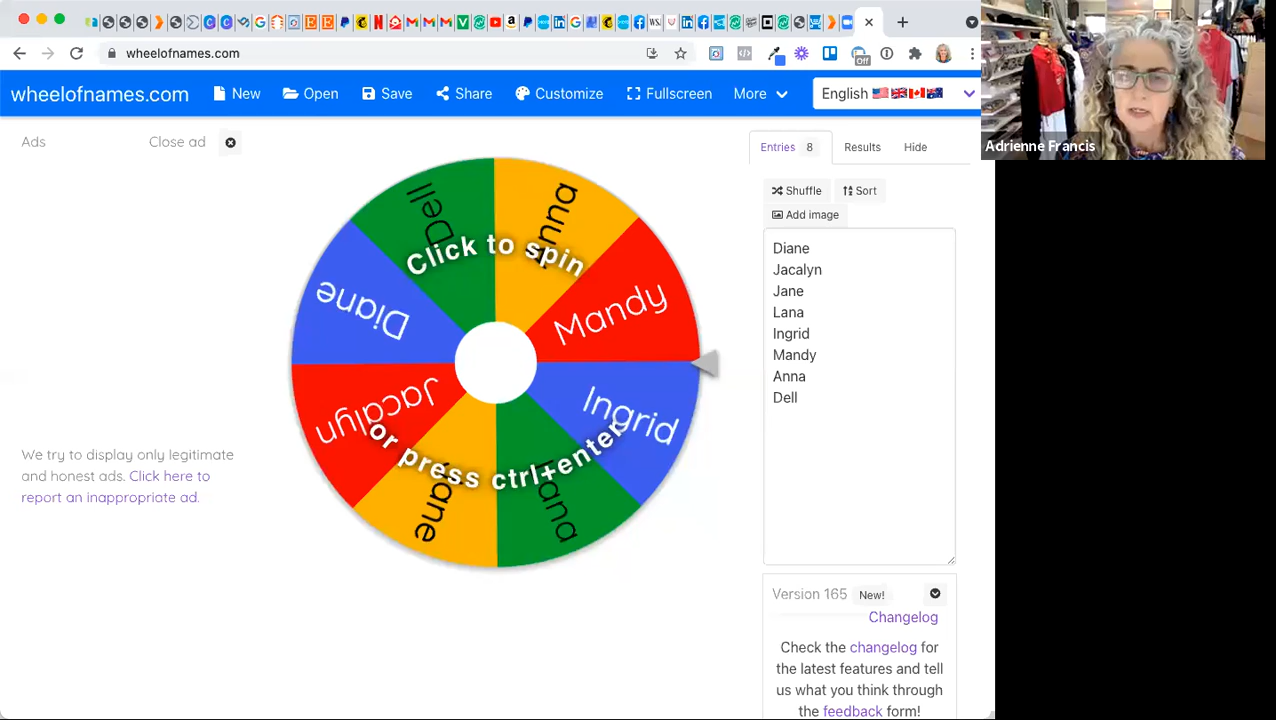 wheelofnames.com
wheelofnames.com
New
Open
Save
Share
Customize
Fullscreen
More
English
Off
Adrienne Francis
Ads
Close ad
We try to display only legitimate
and honest ads. Click here to
report an inappropriate ad.
Dell
Anna
Mandy
Ingrid
Lana
Jane
Jacalyn
Diane
Click to spin
or press ctrl+enter
Entries 8
Results
Hide
Shuffle
Sort
Add image
Diane
Jacalyn
Jane
Lana
Ingrid
Mandy
Anna
Dell
Version 165 New!
Changelog
Check the changelog for
the latest features and tell
us what you think through
the feedback form!